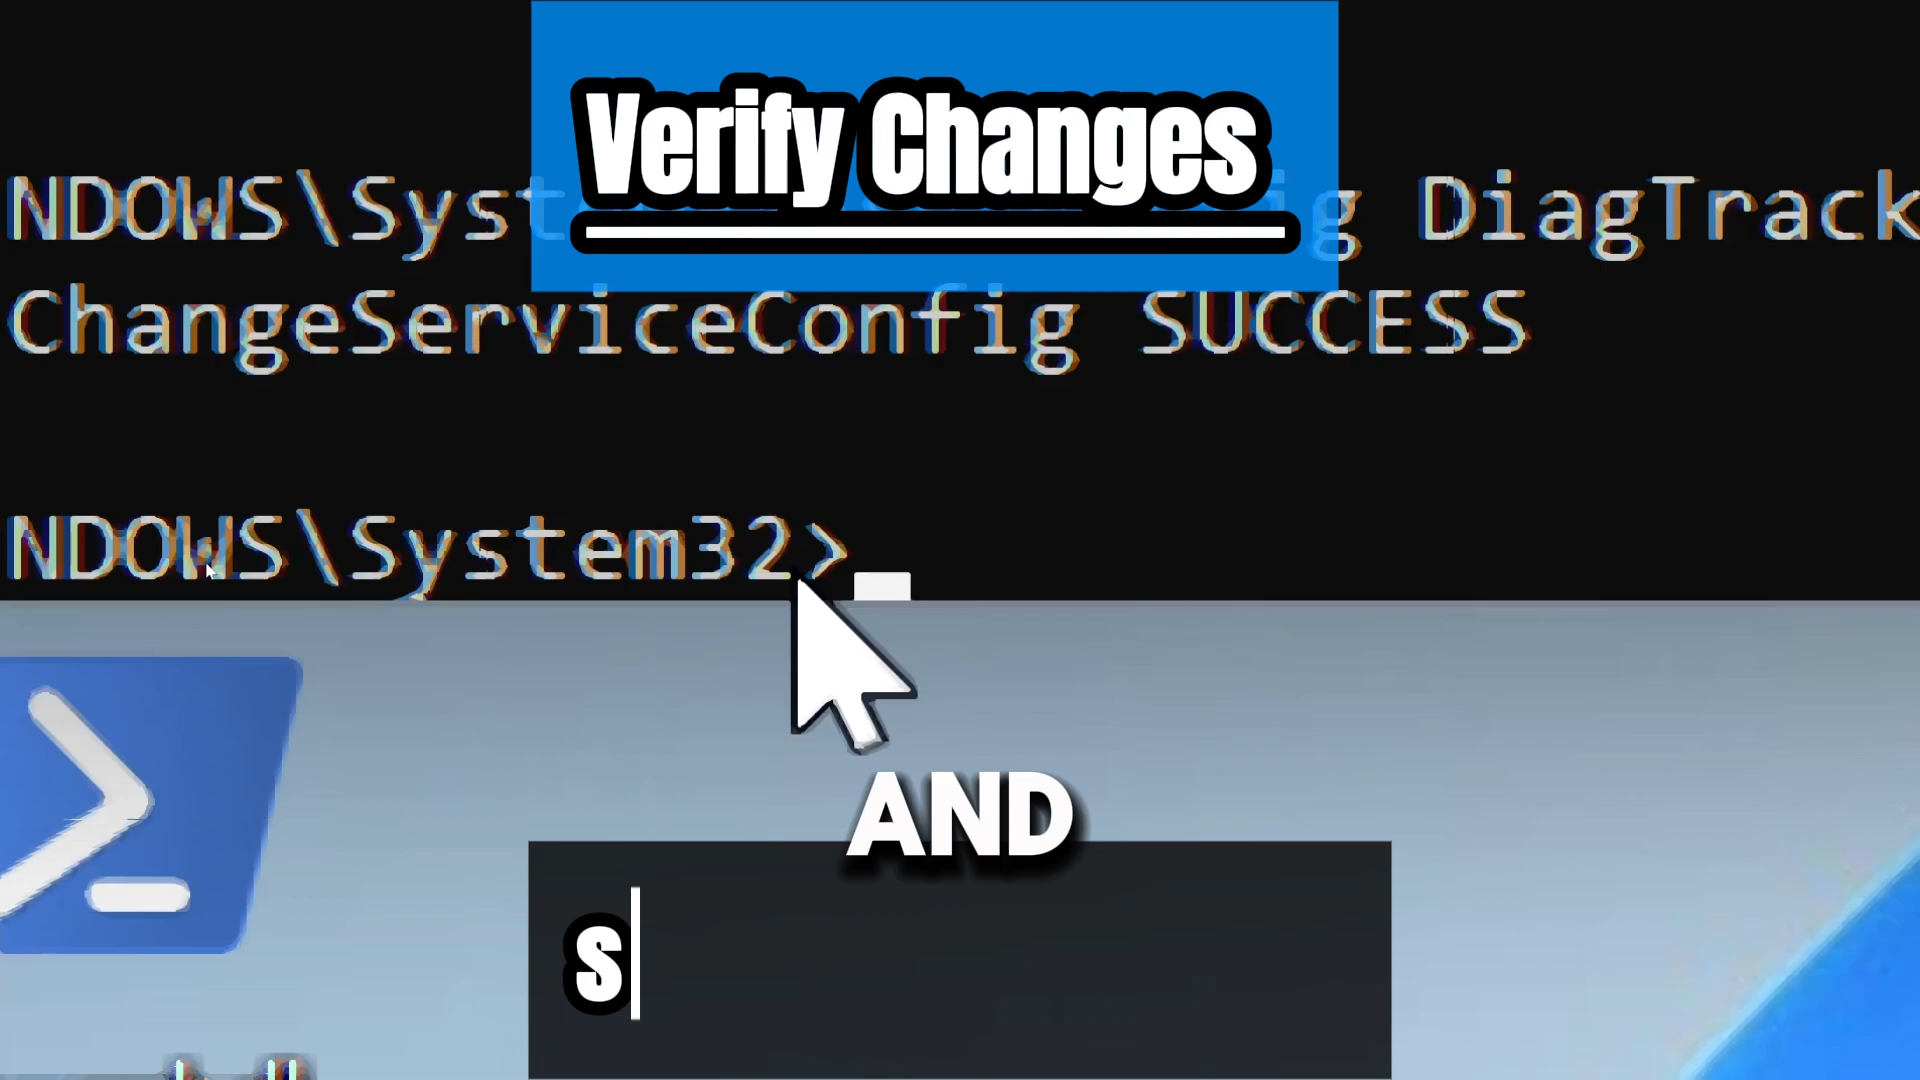 Verify Changes
NDOWS\Syst g DiagTrack
ChangeServiceConfig SUCCESS
NDOWS\System32>_
AND
s